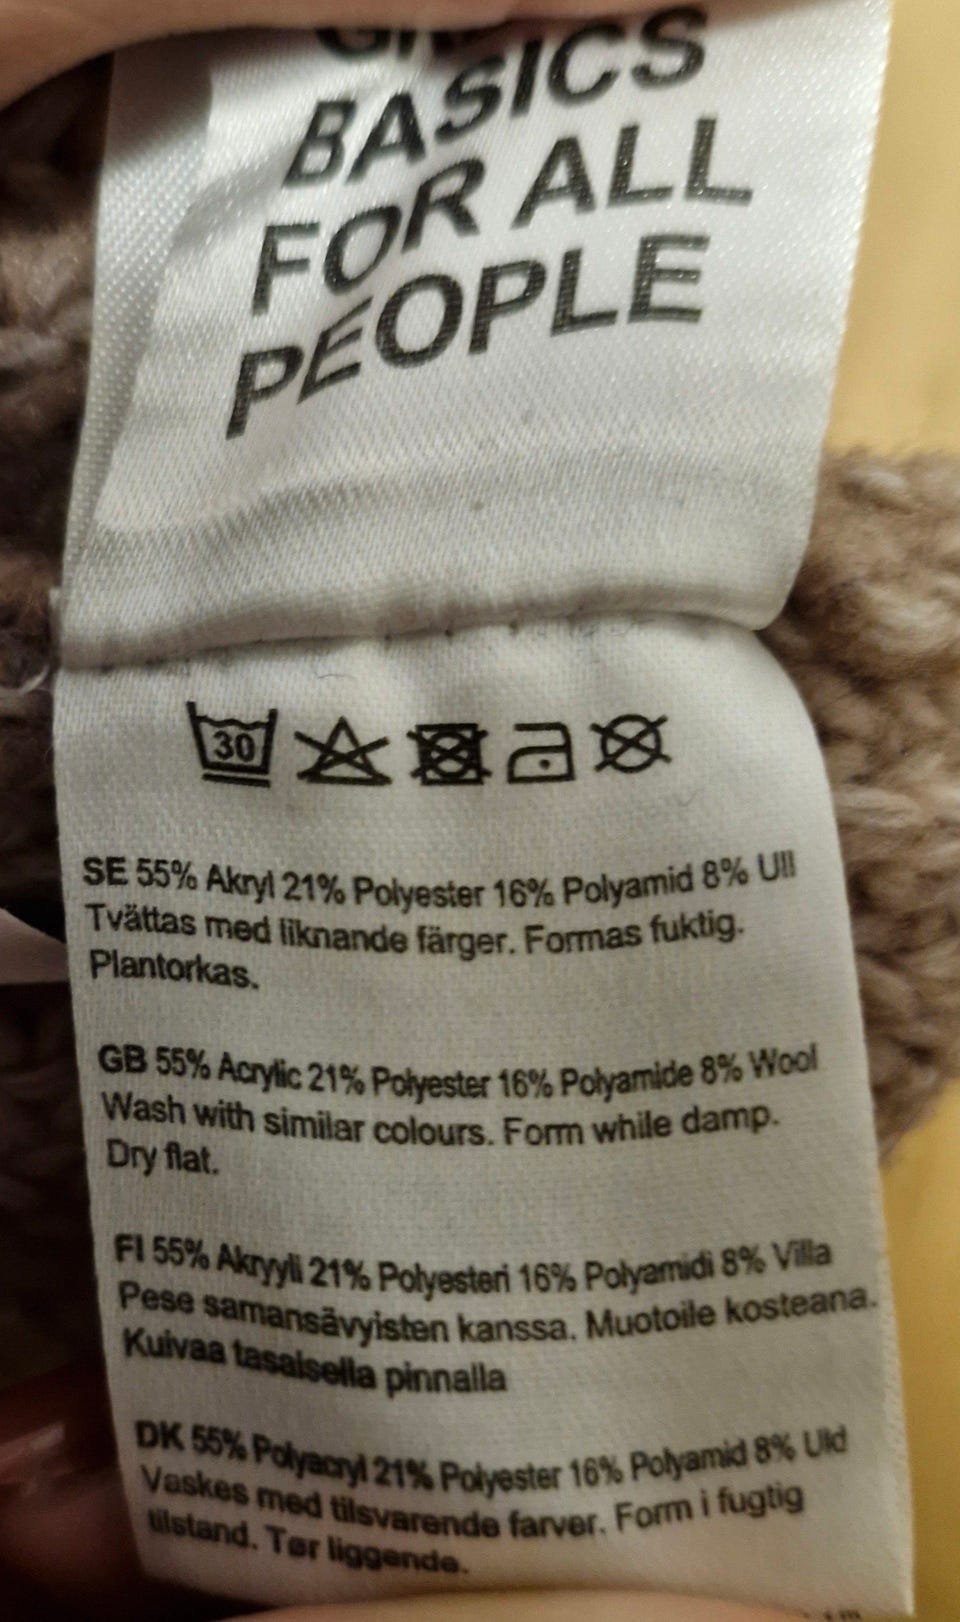 BASICS
FOR ALL
PEOPLE
30
SE 55% Akryl 21% Polyester 16% Polyamid 8% Ull
Tvättas med liknande färger. Formas fuktig.
Plantorkas.
GB 55% Acrylic 21% Polyester 16% Polyamide 8% Wool
Wash with similar colours. Form while damp.
Dry flat.
FI 55% Akryyli 21% Polyesteri 16% Polyamidi 8% Villa
Pese samansävyisten kanssa. Muotoile kosteana.
Kuivaa tasaisella pinnalla
DK 55% Polyacryl 21% Polyester 16% Polyamid 8% Uld
Vaskes med tilsvarende farver. Form i fugtig
tilstand. Tør liggende.